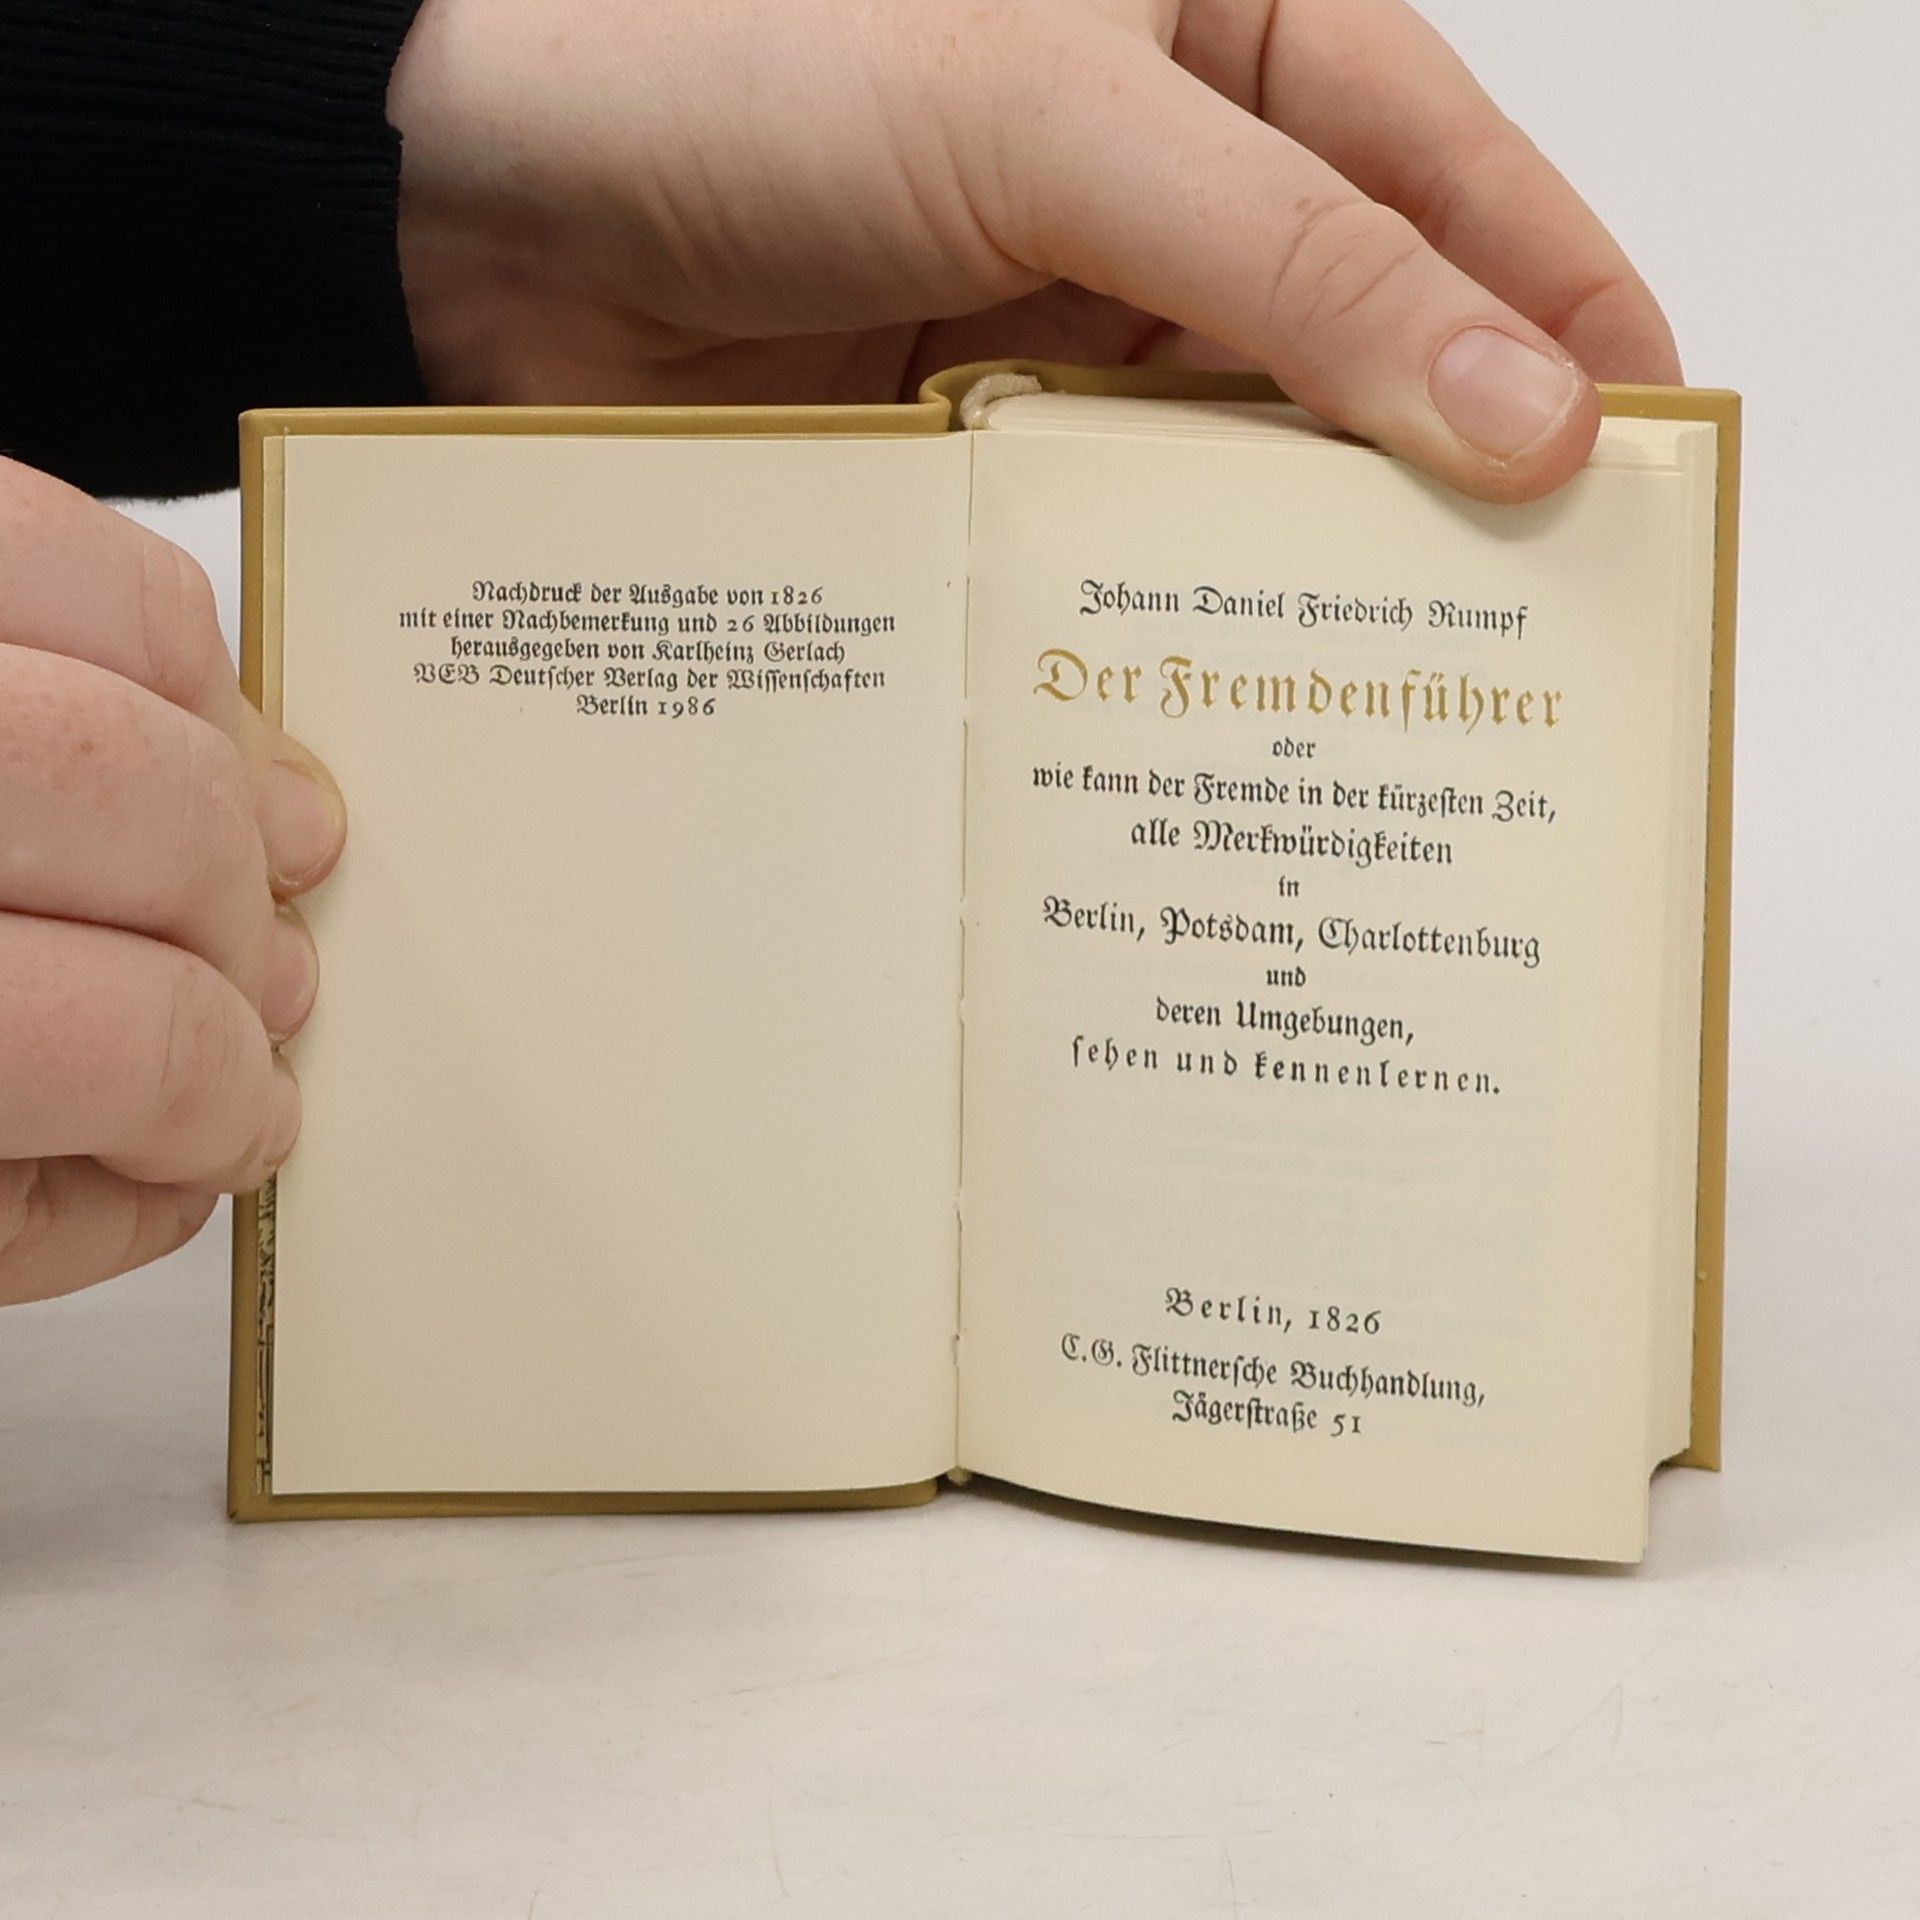 Nachdruck der Ausgabe von 1826
mit einer Nachbemerkung und 26 Abbildungen
herausgegeben von Karlheinz Gerlach
VEB Deutſcher Verlag der Wiſſenſchaften
Berlin 1986
Johann Daniel Friedrich Rumpf
Der Fremdenführer
oder
wie kann der Fremde in der kürzeſten Zeit,
alle Merkwürdigkeiten
in
Berlin, Potsdam, Charlottenburg
und
deren Umgebungen,
ſehen und kennenlernen.
Berlin, 1826
C. G. Flittnerſche Buchhandlung,
Jägerſtraße 51